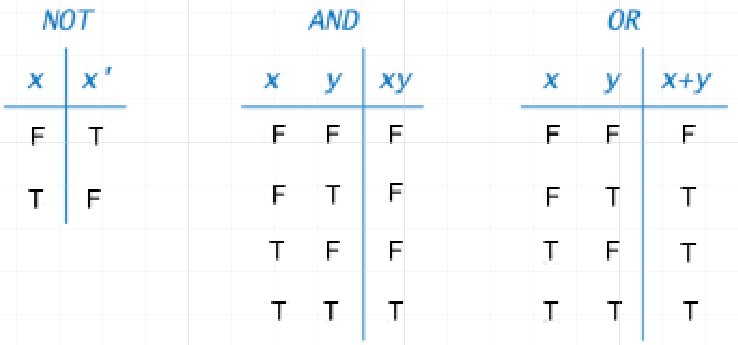 NOT AND OR
x x' x y xy x y x+y
F T F F F F F F
T F F T F F T T
T F F T F T
T T T T T T